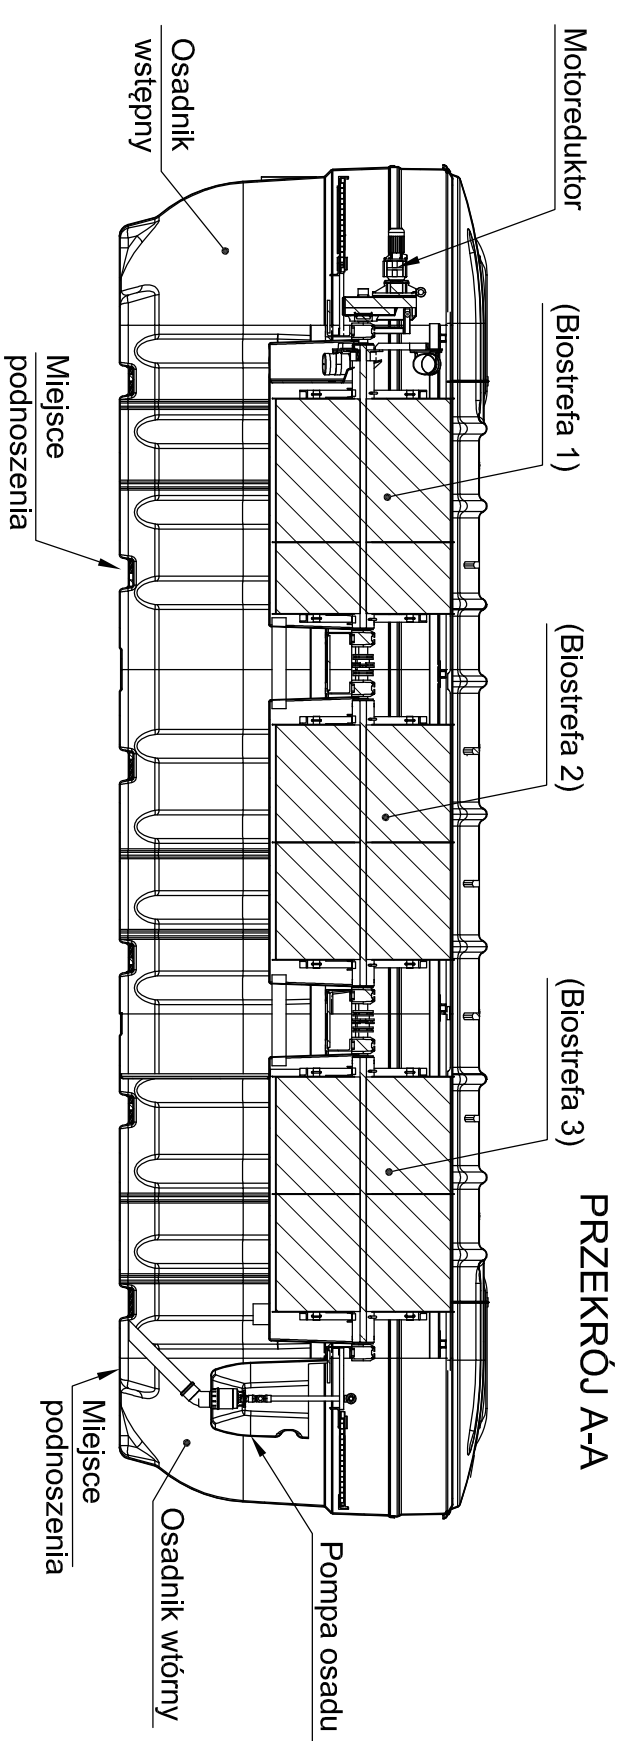 PRZEKRÓJ A-A
Motoreduktor
(Biostrefa 1)
(Biostrefa 2)
(Biostrefa 3)
Osadnik
wstępny
Miejsce
podnoszenia
Miejsce
podnoszenia
Osadnik wtórny
Pompa osadu